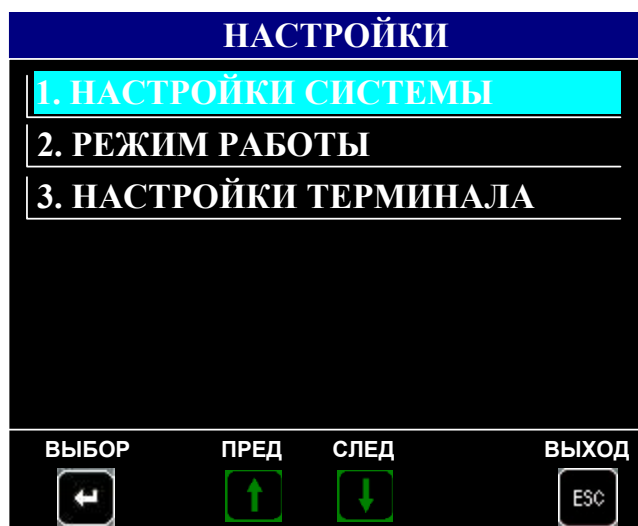 НАСТРОЙКИ
1. НАСТРОЙКИ СИСТЕМЫ
2. РЕЖИМ РАБОТЫ
3. НАСТРОЙКИ ТЕРМИНАЛА
ВЫБОР ПРЕД СЛЕД ВЫХОД
ESC